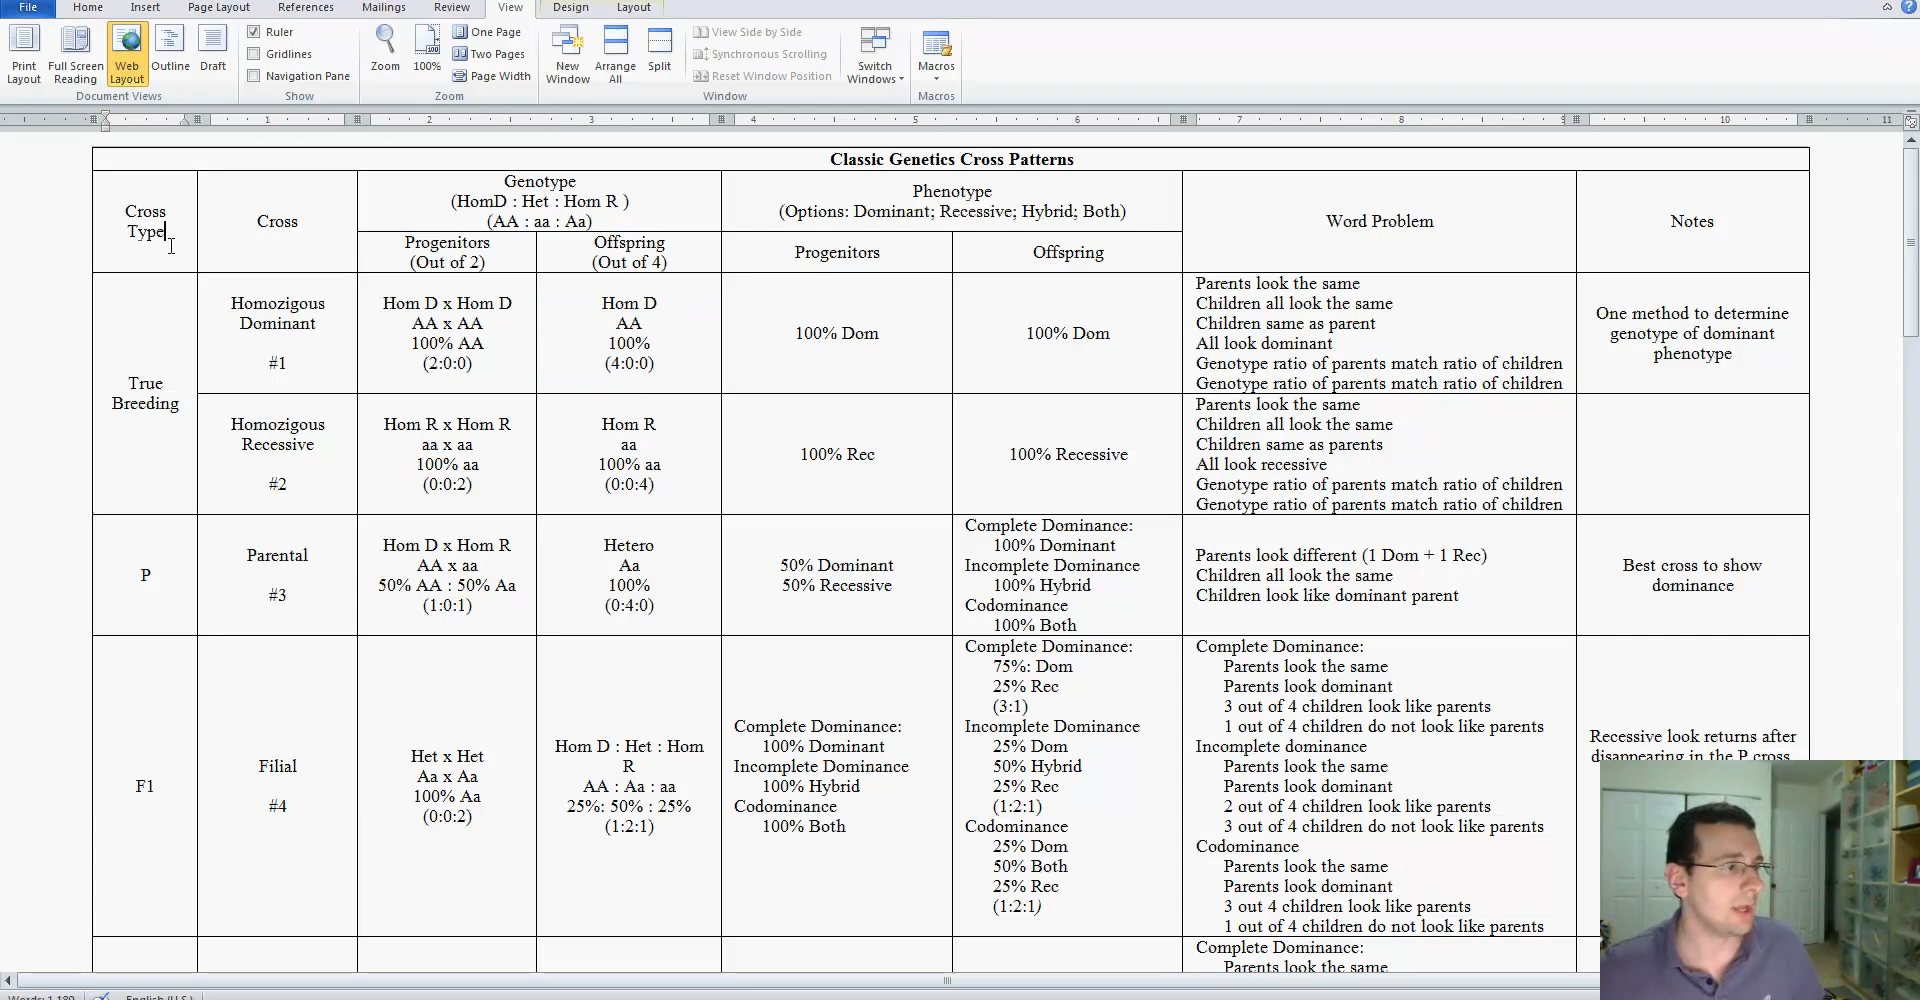 File Home Insert Page Layout References Mailings Review View Design Layout
Print Layout
Full Screen Reading
Web Layout
Outline
Draft
Document Views
Ruler
Gridlines
Navigation Pane
Show
Zoom
100%
One Page
Two Pages
Page Width
Zoom
New Window
Arrange All
Split
View Side by Side
Synchronous Scrolling
Reset Window Position
Window
Switch Windows
Macros
Macros
1 2 3 4 5 6 7 8 9 10 11
Classic Genetics Cross Patterns
Cross
Type
Cross
Genotype
(HomD : Het : Hom R )
(AA : aa : Aa)
Phenotype
(Options: Dominant; Recessive; Hybrid; Both)
Word Problem
Notes
Progenitors
(Out of 2)
Offspring
(Out of 4)
Progenitors
Offspring
True
Breeding
Homozigous
Dominant
#1
Hom D x Hom D
AA x AA
100% AA
(2:0:0)
Hom D
AA
100%
(4:0:0)
100% Dom
100% Dom
Parents look the same
Children all look the same
Children same as parent
All look dominant
Genotype ratio of parents match ratio of children
Genotype ratio of parents match ratio of children
One method to determine
genotype of dominant
phenotype
Homozigous
Recessive
#2
Hom R x Hom R
aa x aa
100% aa
(0:0:2)
Hom R
aa
100% aa
(0:0:4)
100% Rec
100% Recessive
Parents look the same
Children all look the same
Children same as parents
All look recessive
Genotype ratio of parents match ratio of children
Genotype ratio of parents match ratio of children
P
Parental
#3
Hom D x Hom R
AA x aa
50% AA : 50% Aa
(1:0:1)
Hetero
Aa
100%
(0:4:0)
50% Dominant
50% Recessive
Complete Dominance:
100% Dominant
Incomplete Dominance
100% Hybrid
Codominance
100% Both
Parents look different (1 Dom + 1 Rec)
Children all look the same
Children look like dominant parent
Best cross to show
dominance
F1
Filial
#4
Het x Het
Aa x Aa
100% Aa
(0:0:2)
Hom D : Het : Hom
R
AA : Aa : aa
25%: 50% : 25%
(1:2:1)
Complete Dominance:
100% Dominant
Incomplete Dominance
100% Hybrid
Codominance
100% Both
Complete Dominance:
75%: Dom
25% Rec
(3:1)
Incomplete Dominance
25% Dom
50% Hybrid
25% Rec
(1:2:1)
Codominance
25% Dom
50% Both
25% Rec
(1:2:1)
Complete Dominance:
Parents look the same
Parents look dominant
3 out of 4 children look like parents
1 out of 4 children do not look like parents
Incomplete dominance
Parents look the same
Parents look dominant
2 out of 4 children look like parents
3 out of 4 children do not look like parents
Codominance
Parents look the same
Parents look dominant
3 out 4 children look like parents
1 out of 4 children do not look like parents
Recessive look returns after
disappearing in the P cross
Complete Dominance:
Parents look the same
Words: 1,189 English (U.S.)